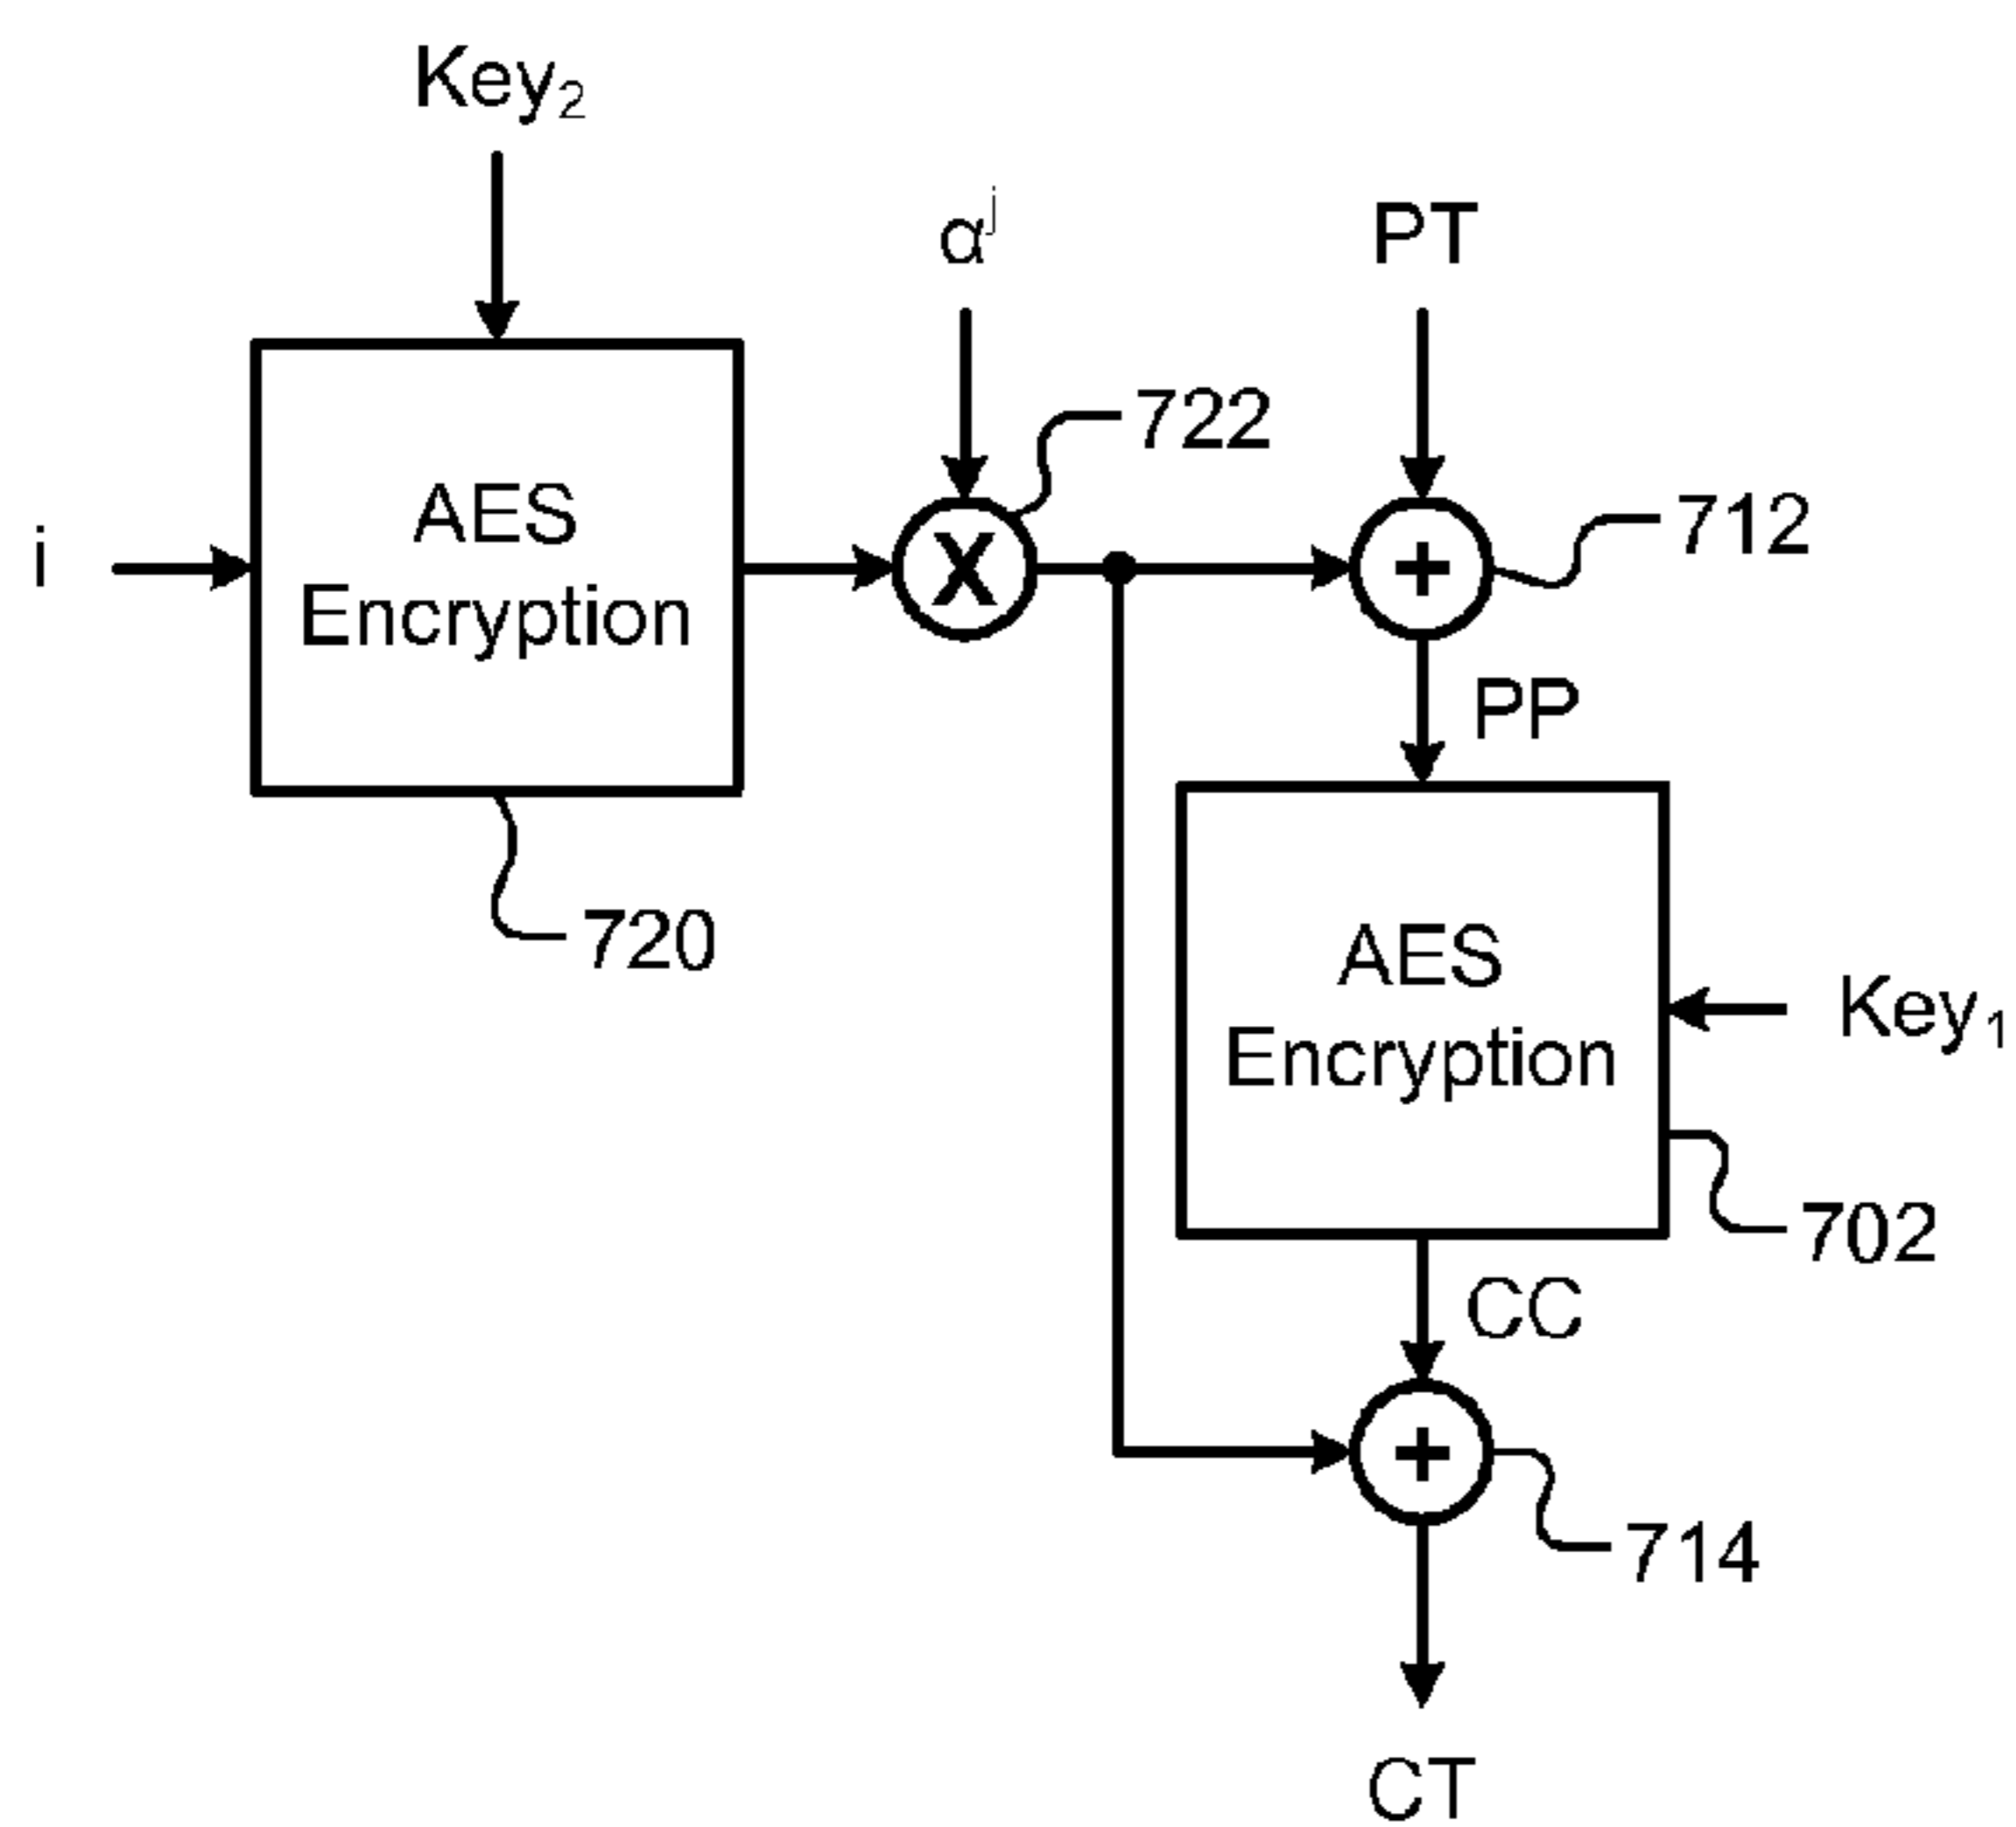 Key₂
αʲ
PT
722
712
i
AES
Encryption
X
+
PP
720
AES
Encryption
Key₁
702
CC
+
714
CT